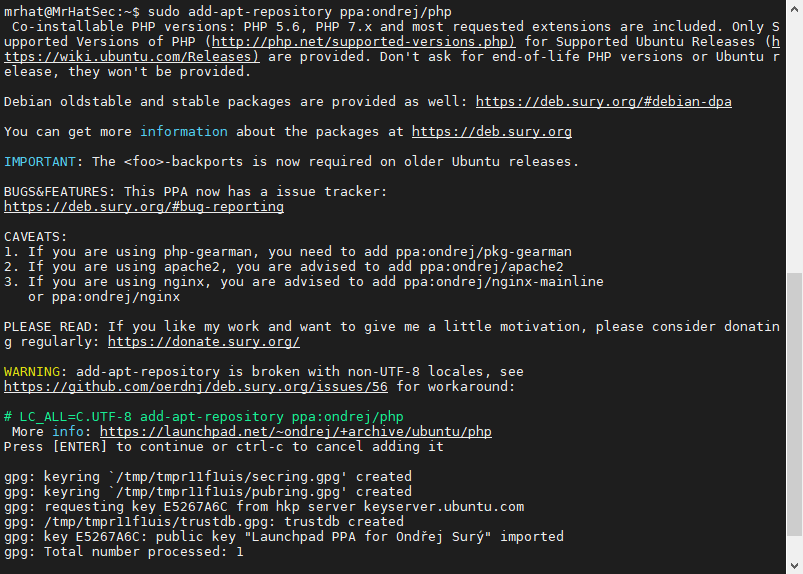 mrhat@MrHatSec:~$ sudo add-apt-repository ppa:ondrej/php
 Co-installable PHP versions: PHP 5.6, PHP 7.x and most requested extensions are included. Only S
upported Versions of PHP (http://php.net/supported-versions.php) for Supported Ubuntu Releases (h
ttps://wiki.ubuntu.com/Releases) are provided. Don't ask for end-of-life PHP versions or Ubuntu r
elease, they won't be provided.

Debian oldstable and stable packages are provided as well: https://deb.sury.org/#debian-dpa

You can get more information about the packages at https://deb.sury.org

IMPORTANT: The <foo>-backports is now required on older Ubuntu releases.

BUGS&FEATURES: This PPA now has a issue tracker:
https://deb.sury.org/#bug-reporting

CAVEATS:
1. If you are using php-gearman, you need to add ppa:ondrej/pkg-gearman
2. If you are using apache2, you are advised to add ppa:ondrej/apache2
3. If you are using nginx, you are advised to add ppa:ondrej/nginx-mainline
   or ppa:ondrej/nginx

PLEASE READ: If you like my work and want to give me a little motivation, please consider donatin
g regularly: https://donate.sury.org/

WARNING: add-apt-repository is broken with non-UTF-8 locales, see
https://github.com/oerdnj/deb.sury.org/issues/56 for workaround:

# LC_ALL=C.UTF-8 add-apt-repository ppa:ondrej/php
 More info: https://launchpad.net/~ondrej/+archive/ubuntu/php
Press [ENTER] to continue or ctrl-c to cancel adding it

gpg: keyring `/tmp/tmpr11f1uis/secring.gpg' created
gpg: keyring `/tmp/tmpr11f1uis/pubring.gpg' created
gpg: requesting key E5267A6C from hkp server keyserver.ubuntu.com
gpg: /tmp/tmpr11f1uis/trustdb.gpg: trustdb created
gpg: key E5267A6C: public key "Launchpad PPA for Ondřej Surý" imported
gpg: Total number processed: 1